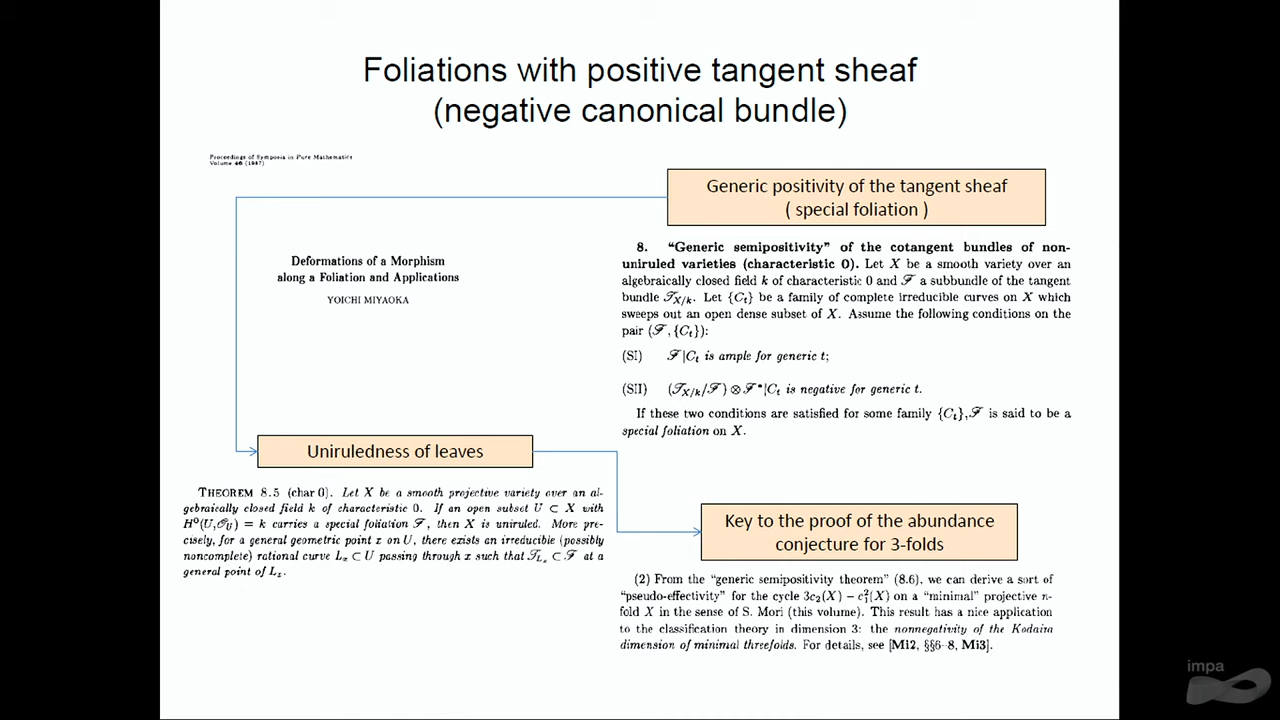 Foliations with positive tangent sheaf
(negative canonical bundle)
Proceedings of Symposia in Pure Mathematics
Volume 46 (1987)
Generic positivity of the tangent sheaf
( special foliation )
Deformations of a Morphism
along a Foliation and Applications
YOICHI MIYAOKA
8. "Generic semipositivity" of the cotangent bundles of non-
uniruled varieties (characteristic 0). Let X be a smooth variety over an
algebraically closed field k of characteristic 0 and ℱ a subbundle of the tangent
bundle 𝒯_{X/k}. Let {C_t} be a family of complete irreducible curves on X which
sweeps out an open dense subset of X. Assume the following conditions on the
pair (ℱ, {C_t}):
(SI) ℱ|C_t is ample for generic t;
(SII) (𝒯_{X/k}/ℱ) ⊗ ℱ*|C_t is negative for generic t.
If these two conditions are satisfied for some family {C_t}, ℱ is said to be a
special foliation on X.
Uniruledness of leaves
THEOREM 8.5 (char 0). Let X be a smooth projective variety over an al-
gebraically closed field k of characteristic 0. If an open subset U ⊂ X with
H⁰(U, 𝒪_U) = k carries a special foliation ℱ, then X is uniruled. More pre-
cisely, for a general geometric point x on U, there exists an irreducible (possibly
noncomplete) rational curve L_x ⊂ U passing through x such that 𝒯_{L_x} ⊂ ℱ at a
general point of L_x.
Key to the proof of the abundance
conjecture for 3-folds
(2) From the "generic semipositivity theorem" (8.6), we can derive a sort of
"pseudo-effectivity" for the cycle 3c₂(X) − c₁²(X) on a "minimal" projective n-
fold X in the sense of S. Mori (this volume). This result has a nice application
to the classification theory in dimension 3: the nonnegativity of the Kodaira
dimension of minimal threefolds. For details, see [Mi2, §§6–8, Mi3].
impa